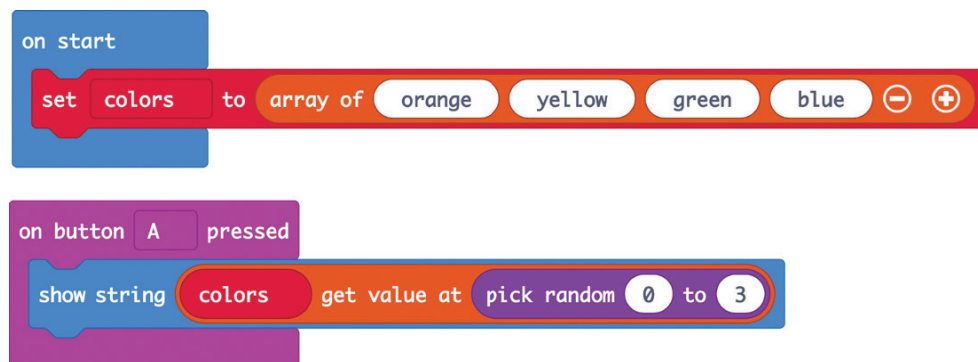 on start
set colors to array of orange yellow green blue
on button A pressed
show string colors get value at pick random 0 to 3